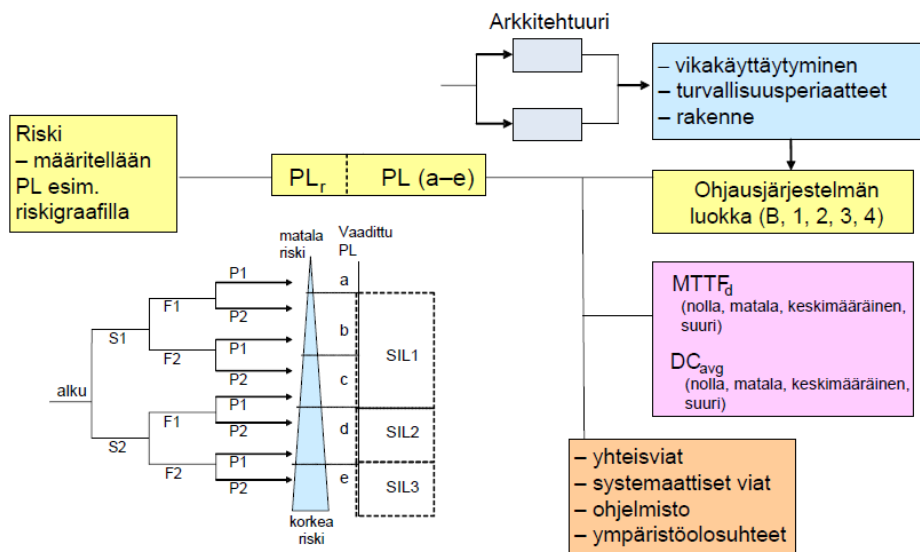 Arkkitehtuuri
– vikakäyttäytyminen
– turvallisuusperiaatteet
– rakenne
Riski
– määritellään
PL esim.
riskigraafilla
PLr
PL (a–e)
Ohjausjärjestelmän
luokka (B, 1, 2, 3, 4)
MTTFd
(nolla, matala, keskimääräinen,
suuri)
DCavg
(nolla, matala, keskimääräinen,
suuri)
– yhteisviat
– systemaattiset viat
– ohjelmisto
– ympäristöolosuhteet
matala
riski
Vaadittu
PL
alku
S1
S2
F1
F2
F1
F2
P1
P2
P1
P2
P1
P2
P1
P2
a
b
c
d
e
SIL1
SIL2
SIL3
korkea
riski